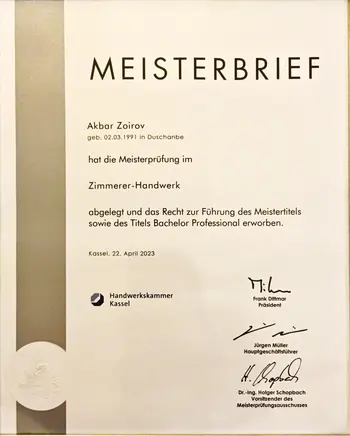 MEISTERBRIEF
Akbar Zoirov
geb. 02.03.1991 in Duschanbe
hat die Meisterprüfung im
Zimmerer-Handwerk
abgelegt und das Recht zur Führung des Meistertitels
sowie des Titels Bachelor Professional erworben.
Kassel, 22. April 2023
Handwerkskammer
Kassel
Frank Dittmar
Präsident
Jürgen Müller
Hauptgeschäftsführer
Dr.-Ing. Holger Schopbach
Vorsitzender des
Meisterprüfungsausschusses